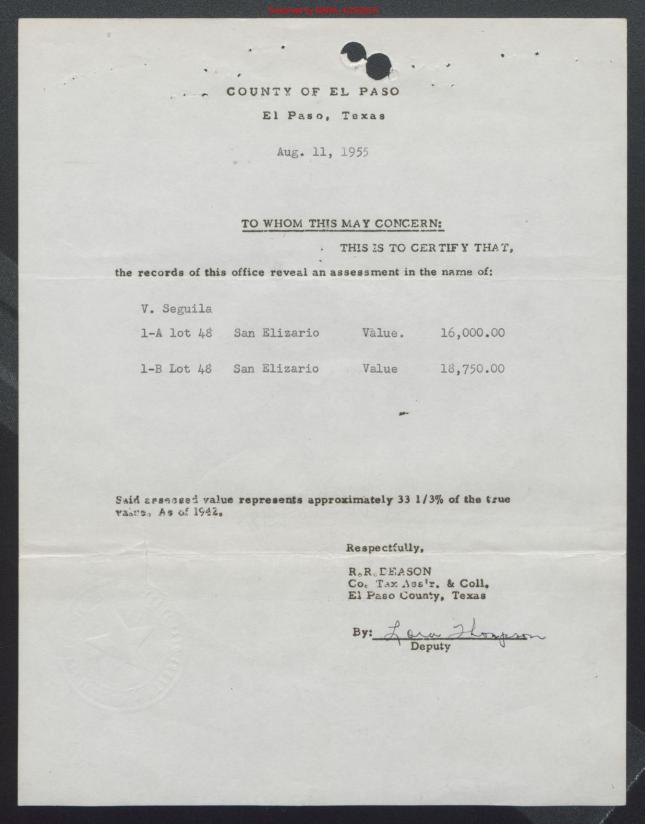 COUNTY OF EL PASO
El Paso, Texas
Aug. 11, 1955
TO WHOM THIS MAY CONCERN:
THIS IS TO CERTIFY THAT,
the records of this office reveal an assessment in the name of:
V. Seguila
1-A lot 48 San Elizario Value. 16,000.00
1-B Lot 48 San Elizario Value 18,750.00
Said assessed value represents approximately 33 1/3% of the true
value. As of 1942.
Respectfully,
R.R. DEASON
Co. Tax Ass'r. & Coll.
El Paso County, Texas
By: Lora Thompson
Deputy